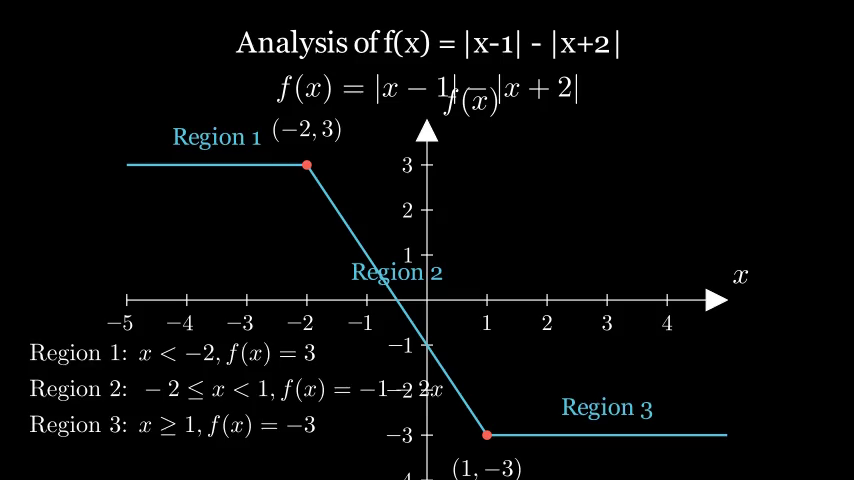 Analysis of f(x) = |x-1| - |x+2|
f(x) = |x − 1| − |x + 2|
f(x)
Region 1
(−2, 3)
3
2
1
Region 2
x
−5 −4 −3 −2 −1 1 2 3 4
−1
−2
−3
−4
Region 1: x < −2, f(x) = 3
Region 2: −2 ≤ x < 1, f(x) = −1 − 2x
Region 3: x ≥ 1, f(x) = −3
Region 3
(1, −3)